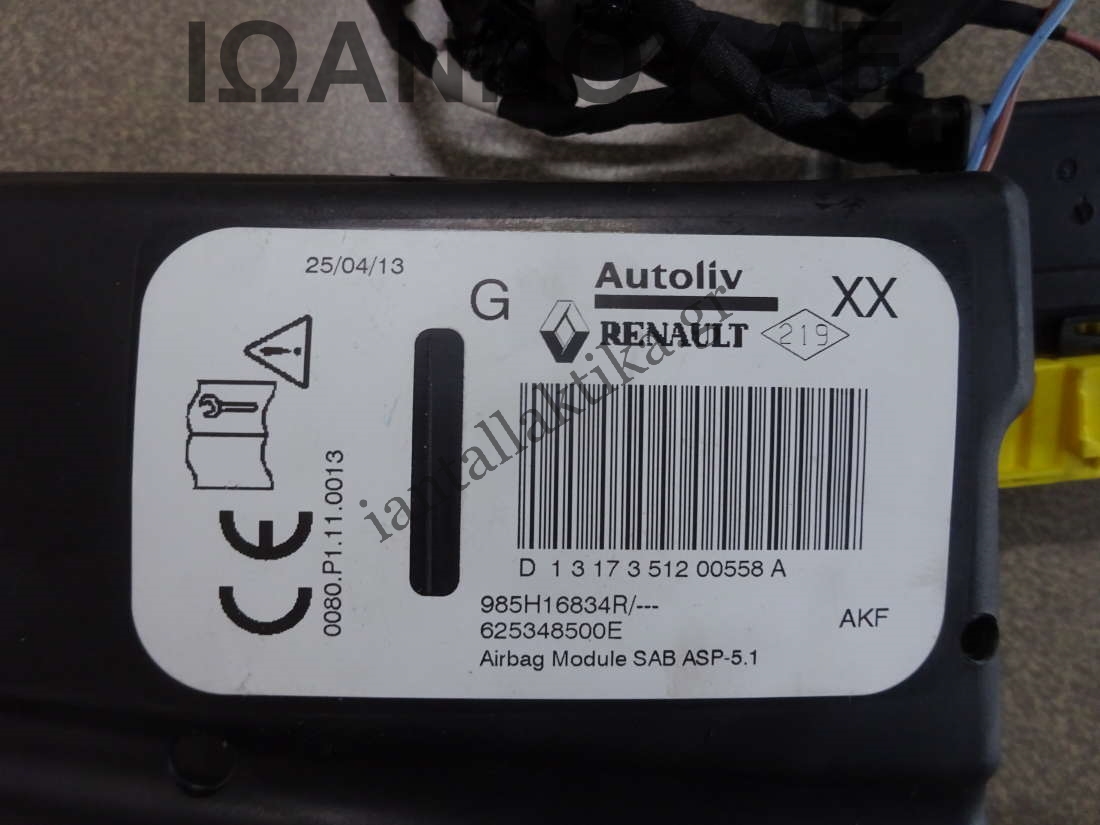 25/04/13
G
Autoliv
XX
RENAULT
219
0080.P1.11.0013
D 1 3 17 3 512 00558 A
985H16834R/---
625348500E
AKF
Airbag Module SAB ASP-5.1
CE
iantallaktika.gr